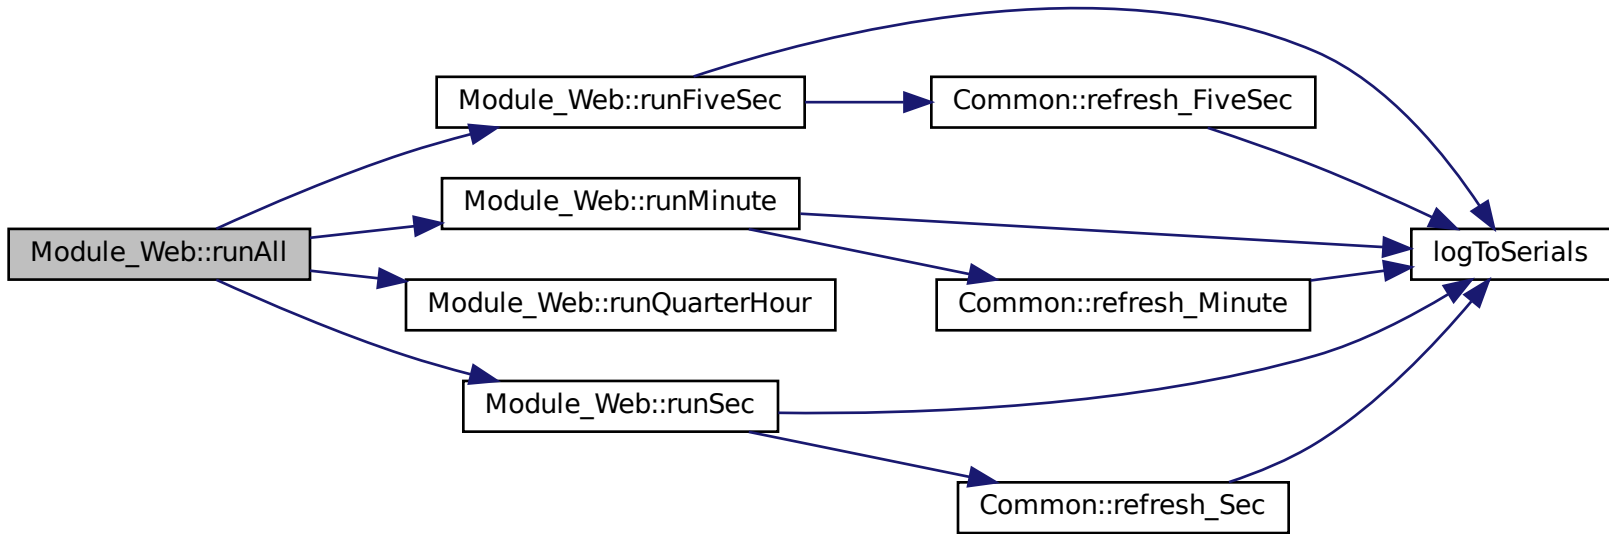 Module_Web::runFiveSec
Common::refresh_FiveSec
Module_Web::runMinute
Module_Web::runAll
logToSerials
Module_Web::runQuarterHour
Common::refresh_Minute
Module_Web::runSec
Common::refresh_Sec